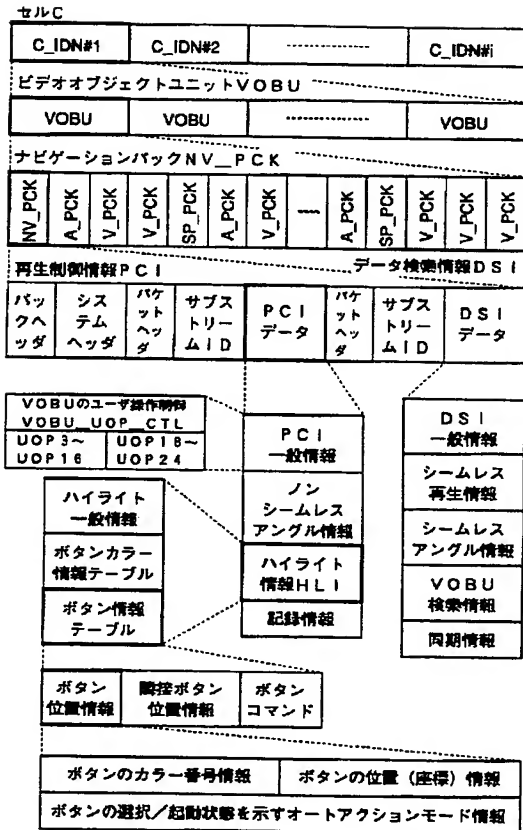 セルC
C_IDN#1 C_IDN#2 C_IDN#i
ビデオオブジェクトユニットVOBU
VOBU VOBU VOBU
ナビゲーションパックNV_PCK
NV_PCK A_PCK V_PCK V_PCK SP_PCK A_PCK V_PCK A_PCK SP_PCK V_PCK V_PCK V_PCK
再生制御情報PCI データ検索情報DSI
パックヘッダ
システムヘッダ
パケットヘッダ
サブストリームID
PCIデータ
パケットヘッダ
サブストリームID
DSIデータ
VOBUのユーザ操作制御
VOBU_UOP_CTL
UOP3~
UOP16
UOP18~
UOP24
PCI
一般情報
ノン
シームレス
アングル情報
ハイライト
情報HLI
記録情報
DSI
一般情報
シームレス
再生情報
シームレス
アングル情報
VOBU
検索情報
同期情報
ハイライト
一般情報
ボタンカラー
情報テーブル
ボタン情報
テーブル
ボタン
位置情報
隣接ボタン
位置情報
ボタン
コマンド
ボタンのカラー番号情報 ボタンの位置(座標)情報
ボタンの選択/起動状態を示すオートアクションモード情報